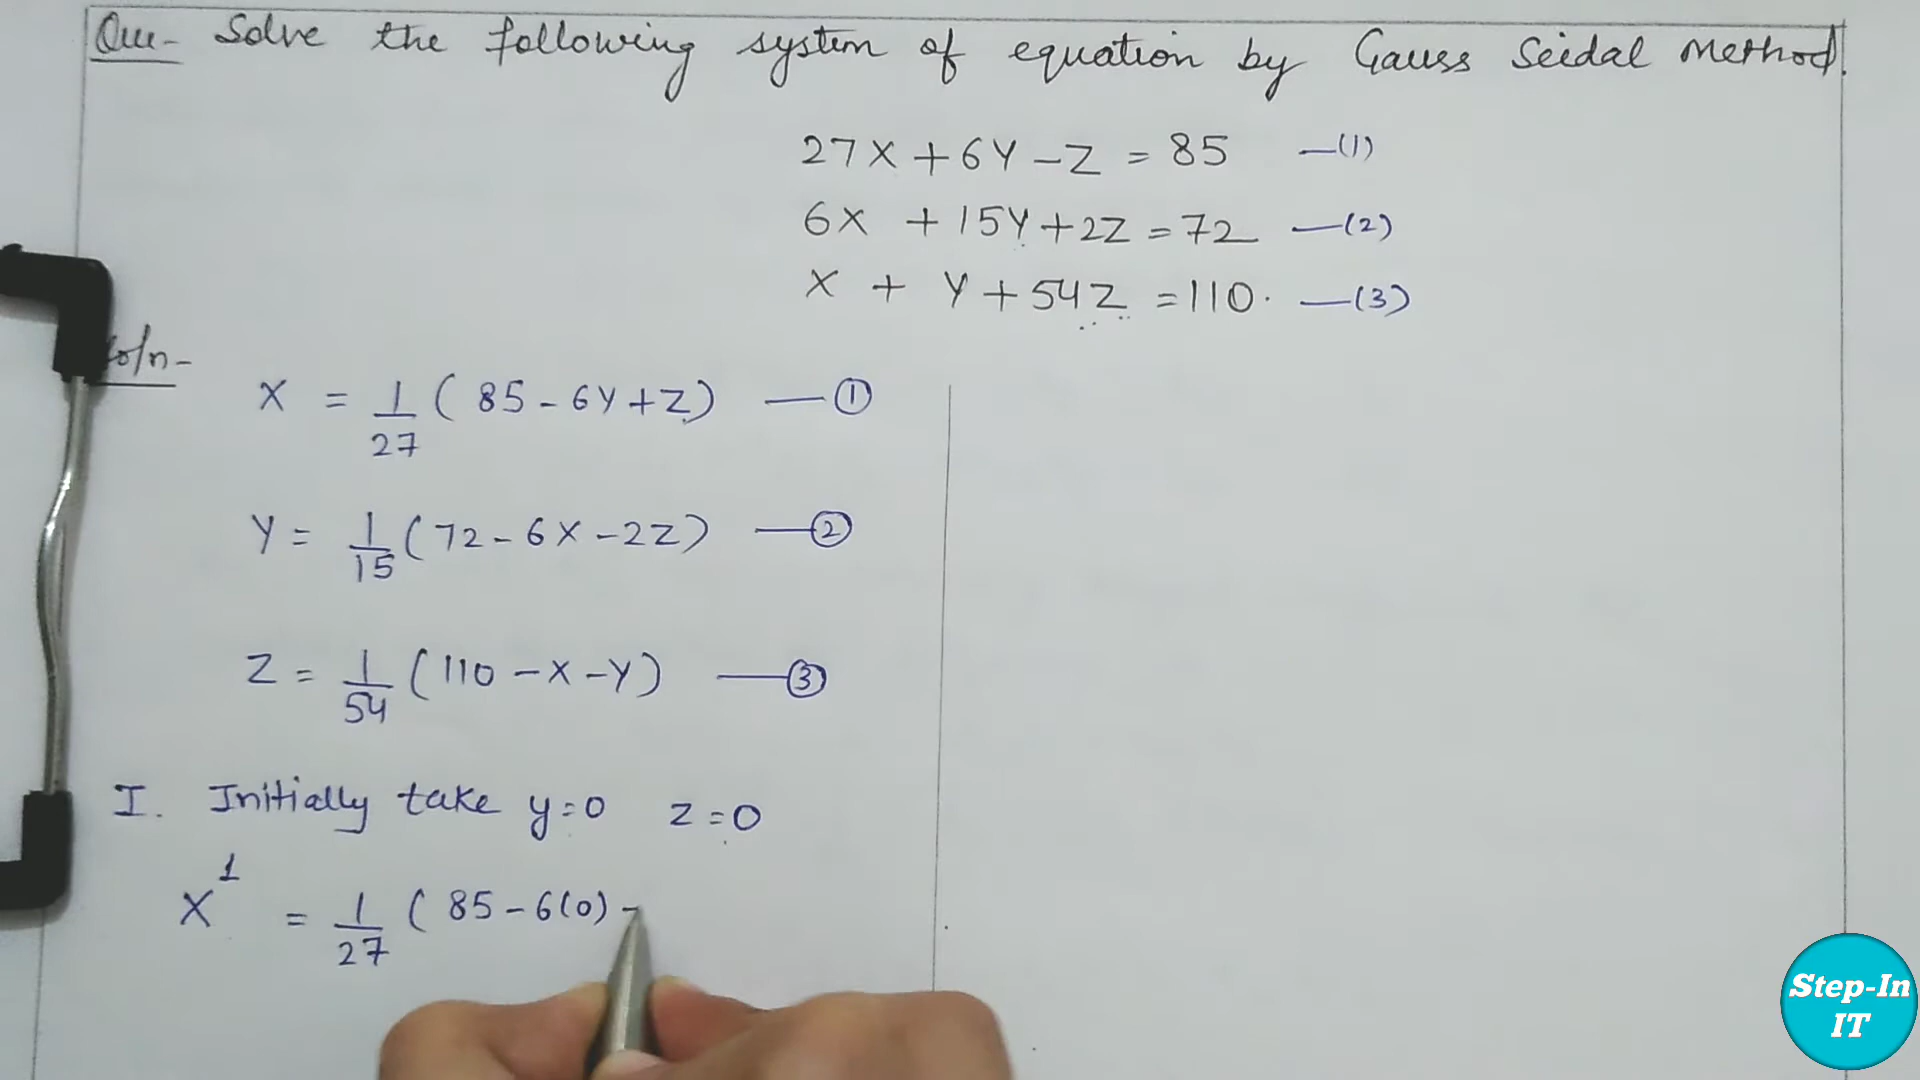 Que- Solve the following system of equation by Gauss Seidal Method.
27X + 6Y - Z = 85 —(1)
6X + 15Y + 2Z = 72 —(2)
X + Y + 54Z = 110. —(3)
Soln-
X = 1/27 ( 85 - 6Y + Z ) — ①
Y = 1/15 ( 72 - 6X - 2Z ) — ②
Z = 1/54 ( 110 - X - Y ) — ③
I. Initially take y=0 z=0
X¹ = 1/27 ( 85 - 6(0) -
Step-In
IT